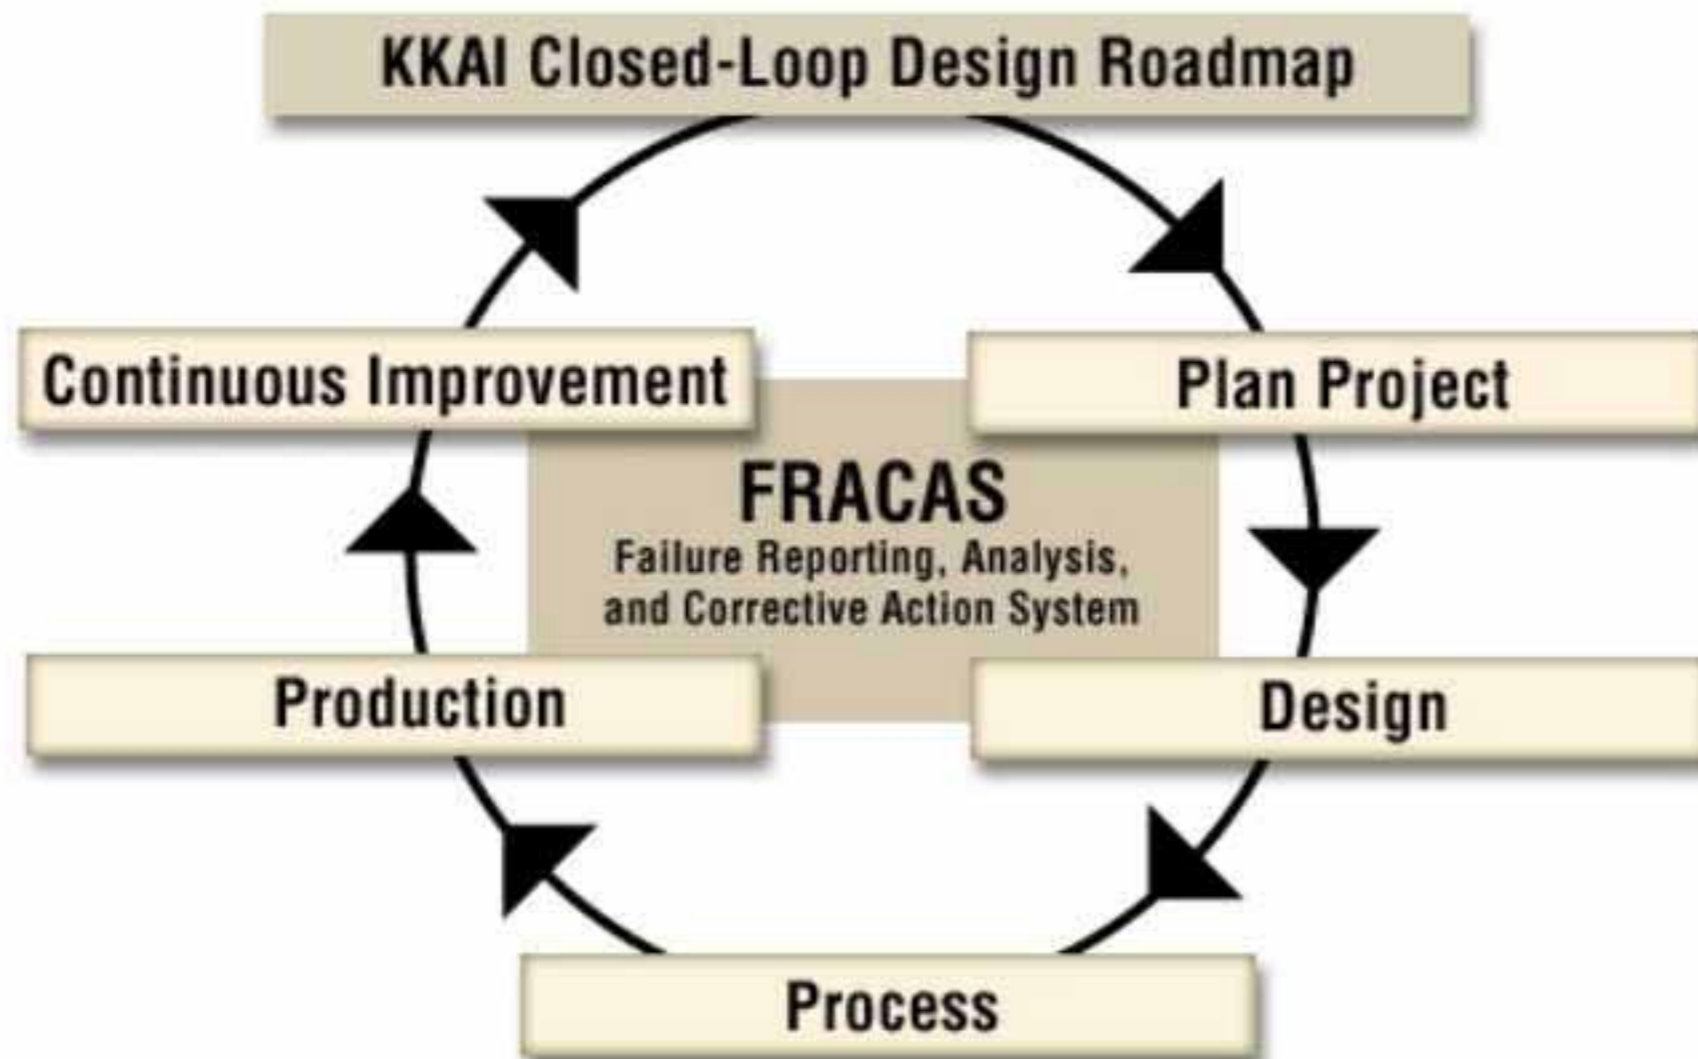 KKAI Closed-Loop Design Roadmap
Continuous Improvement
Plan Project
FRACAS
Failure Reporting, Analysis,
and Corrective Action System
Production
Design
Process